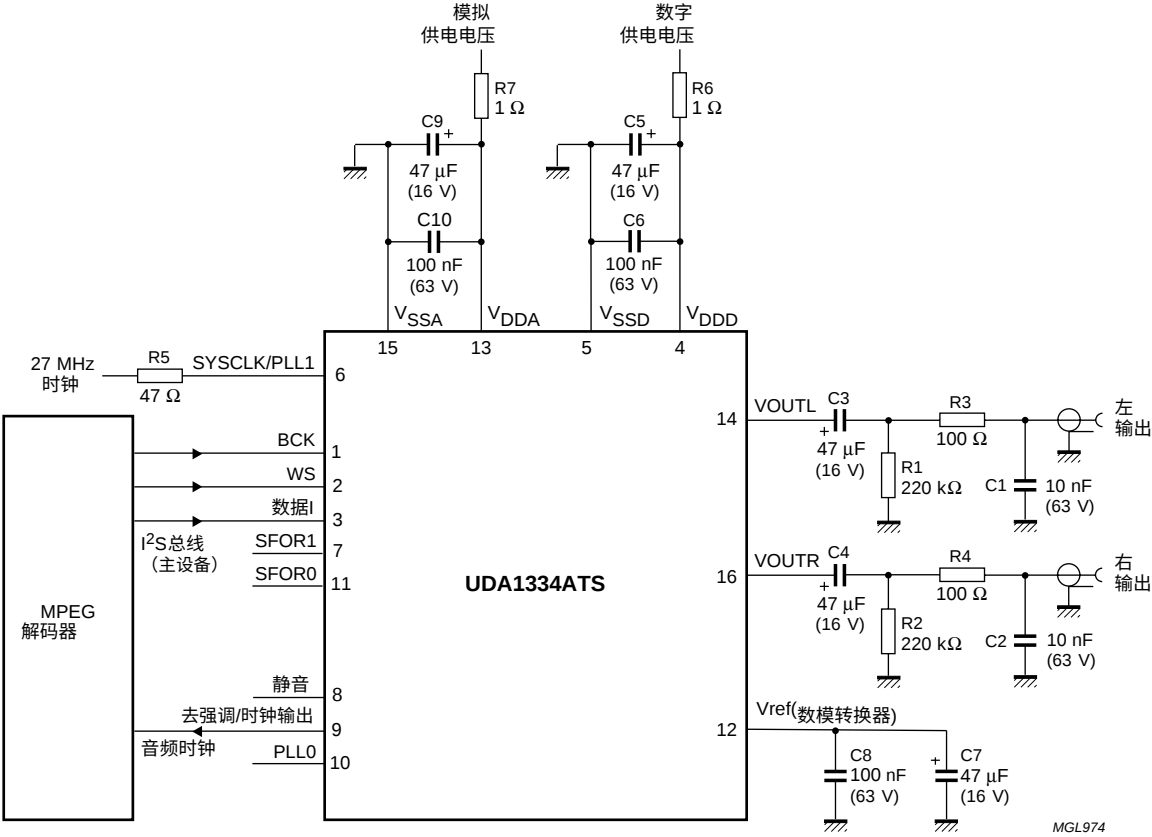 模拟
供电电压
数字
供电电压
R7
1 Ω
R6
1 Ω
C9
+
47 μF
(16 V)
C5
+
47 μF
(16 V)
C10
100 nF
(63 V)
C6
100 nF
(63 V)
VSSA
VDDA
VSSD
VDDD
15
13
5
4
27 MHz
时钟
R5
47 Ω
SYSCLK/PLL1
6
BCK
1
WS
2
数据I
3
I2S总线
（主设备）
SFOR1
7
SFOR0
11
UDA1334ATS
MPEG
解码器
静音
8
去强调/时钟输出
9
音频时钟
PLL0
10
14
VOUTL
C3
+
47 μF
(16 V)
R3
100 Ω
R1
220 kΩ
C1
10 nF
(63 V)
左
输出
16
VOUTR
C4
+
47 μF
(16 V)
R4
100 Ω
R2
220 kΩ
C2
10 nF
(63 V)
右
输出
12
Vref(数模转换器)
C8
100 nF
(63 V)
+
C7
47 μF
(16 V)
MGL974